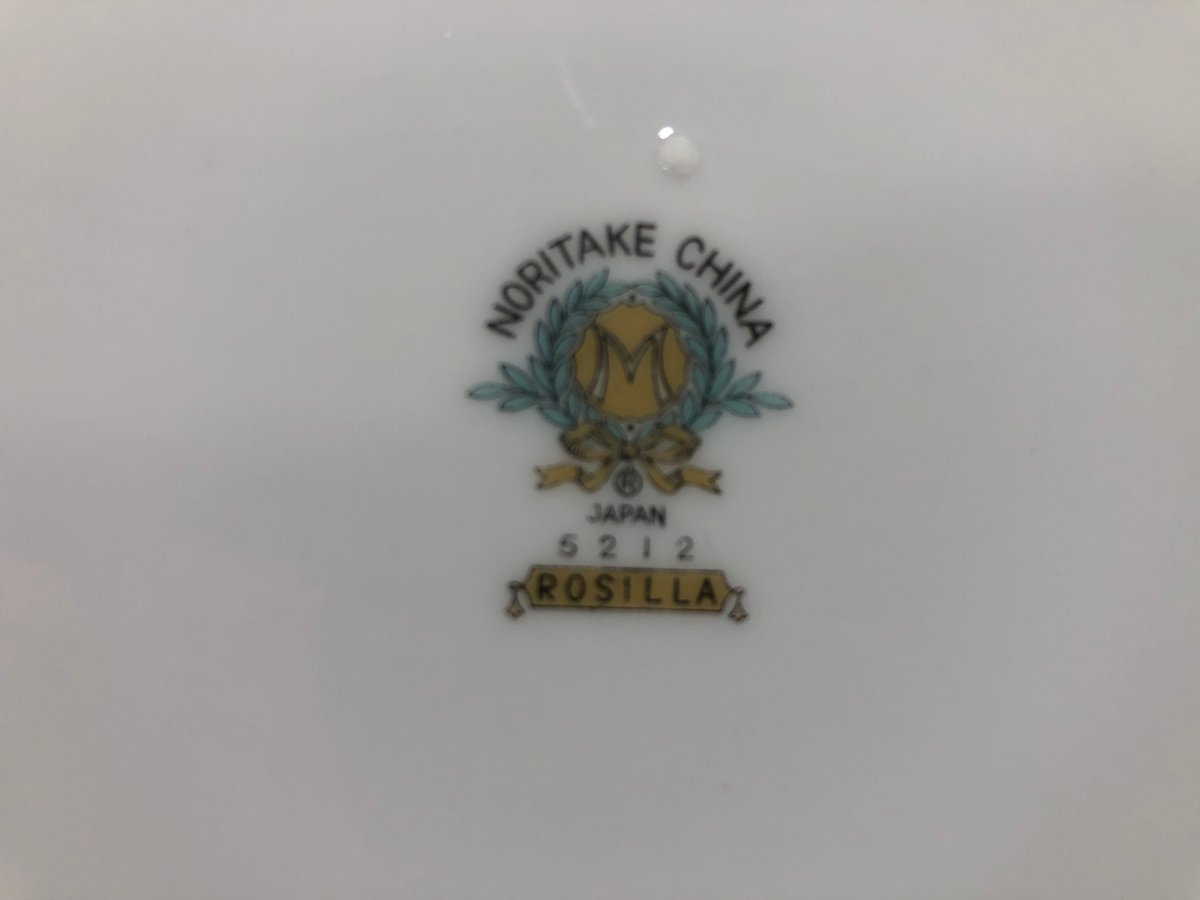 NORITAKE CHINA
M
®
JAPAN
5212
ROSILLA